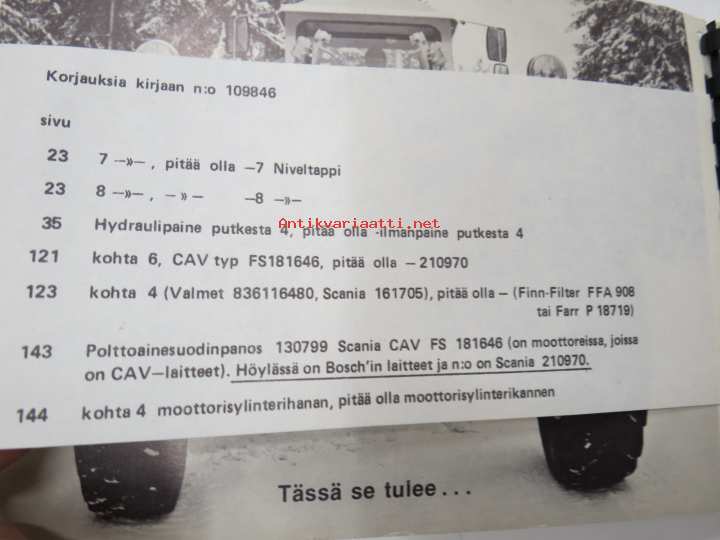 Korjauksia kirjaan n:o 109846
sivu
23 7 —»— , pitää olla —7 Niveltappi
23 8 —»— , — » — —8 —»—
35 Hydraulipaine putkesta 4, pitää olla -ilmanpaine putkesta 4
Antikvariaatti.net
121 kohta 6, CAV typ FS181646, pitää olla — 210970
123 kohta 4 (Valmet 836116480, Scania 161705), pitää olla — (Finn-Filter FFA 908
tai Farr P 18719)
143 Polttoainesuodinpanos 130799 Scania CAV FS 181646 (on moottoreissa, joissa
on CAV—laitteet). Höylässä on Bosch'in laitteet ja n:o on Scania 210970.
144 kohta 4 moottorisylinterihanan, pitää olla moottorisylinterikannen
Tässä se tulee...